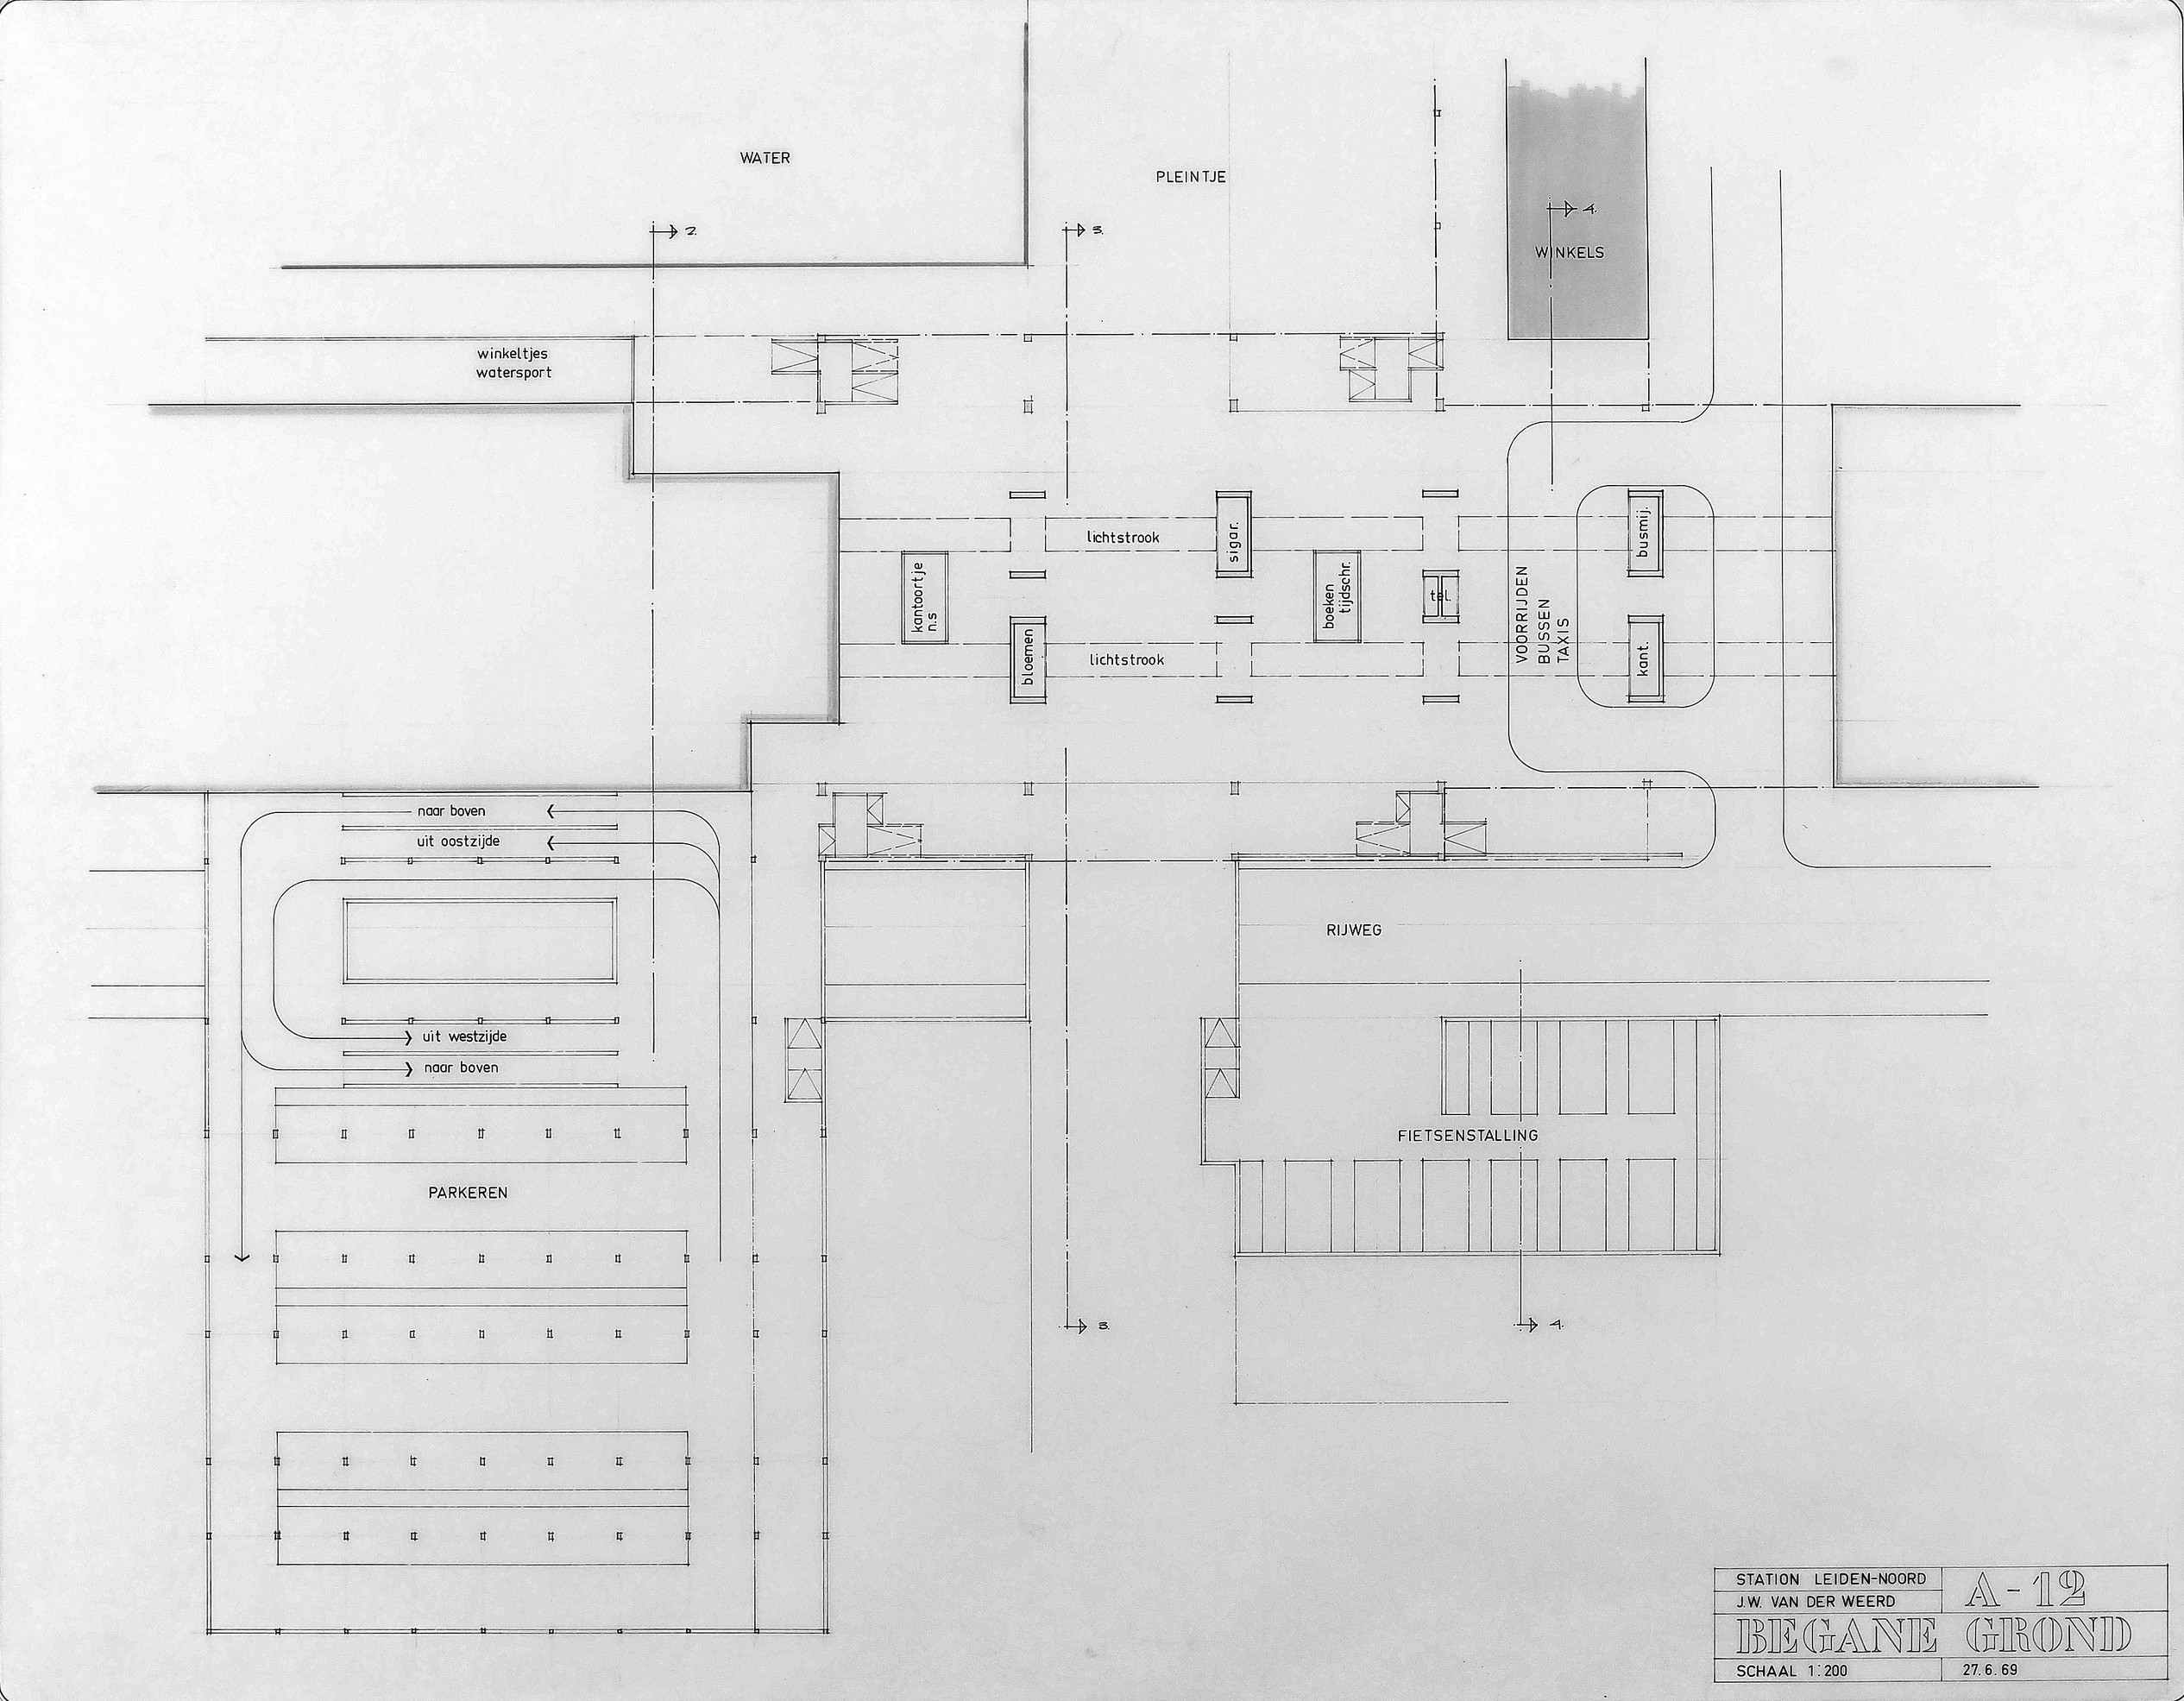 WATER
PLEINTJE
2.
3.
4.
WINKELS
winkeltjes
watersport
lichtstrook
sigar.
busmij.
kantoortje
n.s
boeken
tijdschr.
tel.
VOORRIJDEN
BUSSEN
TAXIS
bloemen
lichtstrook
kant.
naar boven
uit oostzijde
RIJWEG
uit westzijde
naar boven
FIETSENSTALLING
PARKEREN
3.
4.
STATION LEIDEN-NOORD
A-12
J.W. VAN DER WEERD
BEGANE GROND
SCHAAL 1:200
27.6.69